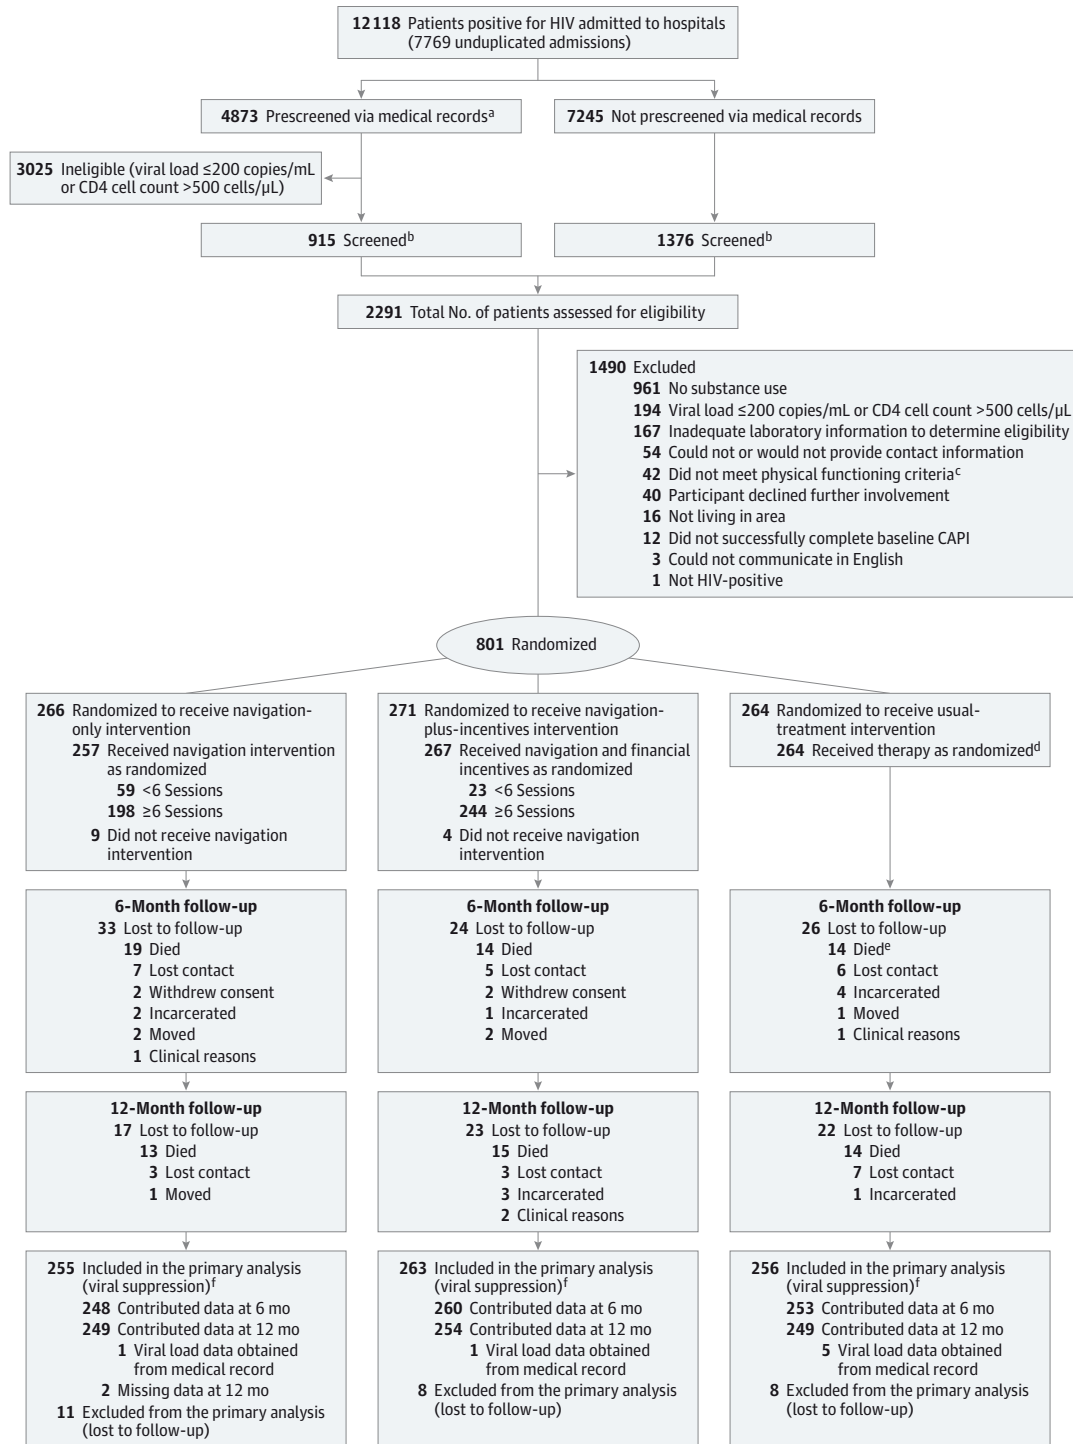 12 118 Patients positive for HIV admitted to hospitals
(7769 unduplicated admissions)
4873 Prescreened via medical recordsa
7245 Not prescreened via medical records
3025 Ineligible (viral load ≤200 copies/mL
or CD4 cell count >500 cells/µL)
915 Screenedb
1376 Screenedb
2291 Total No. of patients assessed for eligibility
1490 Excluded
961 No substance use
194 Viral load ≤200 copies/mL or CD4 cell count >500 cells/µL
167 Inadequate laboratory information to determine eligibility
54 Could not or would not provide contact information
42 Did not meet physical functioning criteriac
40 Participant declined further involvement
16 Not living in area
12 Did not successfully complete baseline CAPI
3 Could not communicate in English
1 Not HIV-positive
801 Randomized
266 Randomized to receive navigation-
only intervention
257 Received navigation intervention
as randomized
59 <6 Sessions
198 ≥6 Sessions
9 Did not receive navigation
intervention
271 Randomized to receive navigation-
plus-incentives intervention
267 Received navigation and financial
incentives as randomized
23 <6 Sessions
244 ≥6 Sessions
4 Did not receive navigation
intervention
264 Randomized to receive usual-
treatment intervention
264 Received therapy as randomizedd
6-Month follow-up
33 Lost to follow-up
19 Died
7 Lost contact
2 Withdrew consent
2 Incarcerated
2 Moved
1 Clinical reasons
6-Month follow-up
24 Lost to follow-up
14 Died
5 Lost contact
2 Withdrew consent
1 Incarcerated
2 Moved
6-Month follow-up
26 Lost to follow-up
14 Diede
6 Lost contact
4 Incarcerated
1 Moved
1 Clinical reasons
12-Month follow-up
17 Lost to follow-up
13 Died
3 Lost contact
1 Moved
12-Month follow-up
23 Lost to follow-up
15 Died
3 Lost contact
3 Incarcerated
2 Clinical reasons
12-Month follow-up
22 Lost to follow-up
14 Died
7 Lost contact
1 Incarcerated
255 Included in the primary analysis
(viral suppression)f
248 Contributed data at 6 mo
249 Contributed data at 12 mo
1 Viral load data obtained
from medical record
2 Missing data at 12 mo
11 Excluded from the primary analysis
(lost to follow-up)
263 Included in the primary analysis
(viral suppression)f
260 Contributed data at 6 mo
254 Contributed data at 12 mo
1 Viral load data obtained
from medical record
8 Excluded from the primary analysis
(lost to follow-up)
256 Included in the primary analysis
(viral suppression)f
253 Contributed data at 6 mo
249 Contributed data at 12 mo
5 Viral load data obtained
from medical record
8 Excluded from the primary analysis
(lost to follow-up)